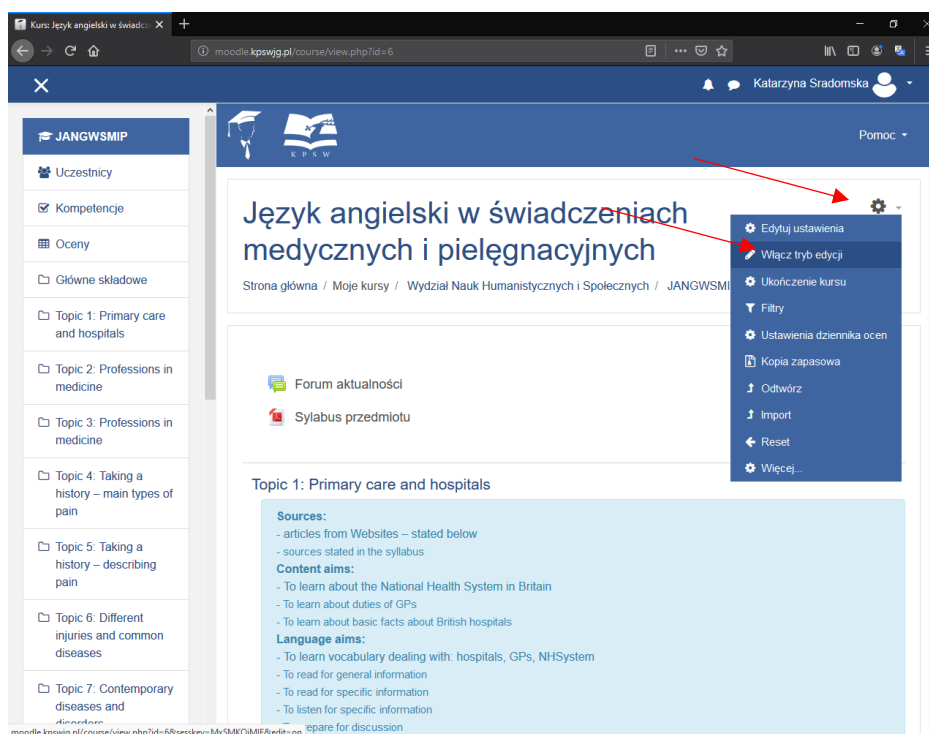 Kurs: Język angielski w świadcz
moodle.kpswjg.pl/course/view.php?id=6
Katarzyna Sradomska
JANGWSMIP
Uczestnicy
Kompetencje
Oceny
Główne składowe
Topic 1: Primary care
and hospitals
Topic 2: Professions in
medicine
Topic 3: Professions in
medicine
Topic 4: Taking a
history – main types of
pain
Topic 5: Taking a
history – describing
pain
Topic 6: Different
injuries and common
diseases
Topic 7: Contemporary
diseases and
disorders
K P S W
Pomoc
Język angielski w świadczeniach
medycznych i pielęgnacyjnych
Strona główna / Moje kursy / Wydział Nauk Humanistycznych i Społecznych / JANGWSMI
Edytuj ustawienia
Włącz tryb edycji
Ukończenie kursu
Filtry
Ustawienia dziennika ocen
Kopia zapasowa
Odtwórz
Import
Reset
Więcej...
Forum aktualności
Sylabus przedmiotu
Topic 1: Primary care and hospitals
Sources:
- articles from Websites – stated below
- sources stated in the syllabus
Content aims:
- To learn about the National Health System in Britain
- To learn about duties of GPs
- To learn about basic facts about British hospitals
Language aims:
- To learn vocabulary dealing with: hospitals, GPs, NHSystem
- To read for general information
- To read for specific information
- To listen for specific information
epare for discussion